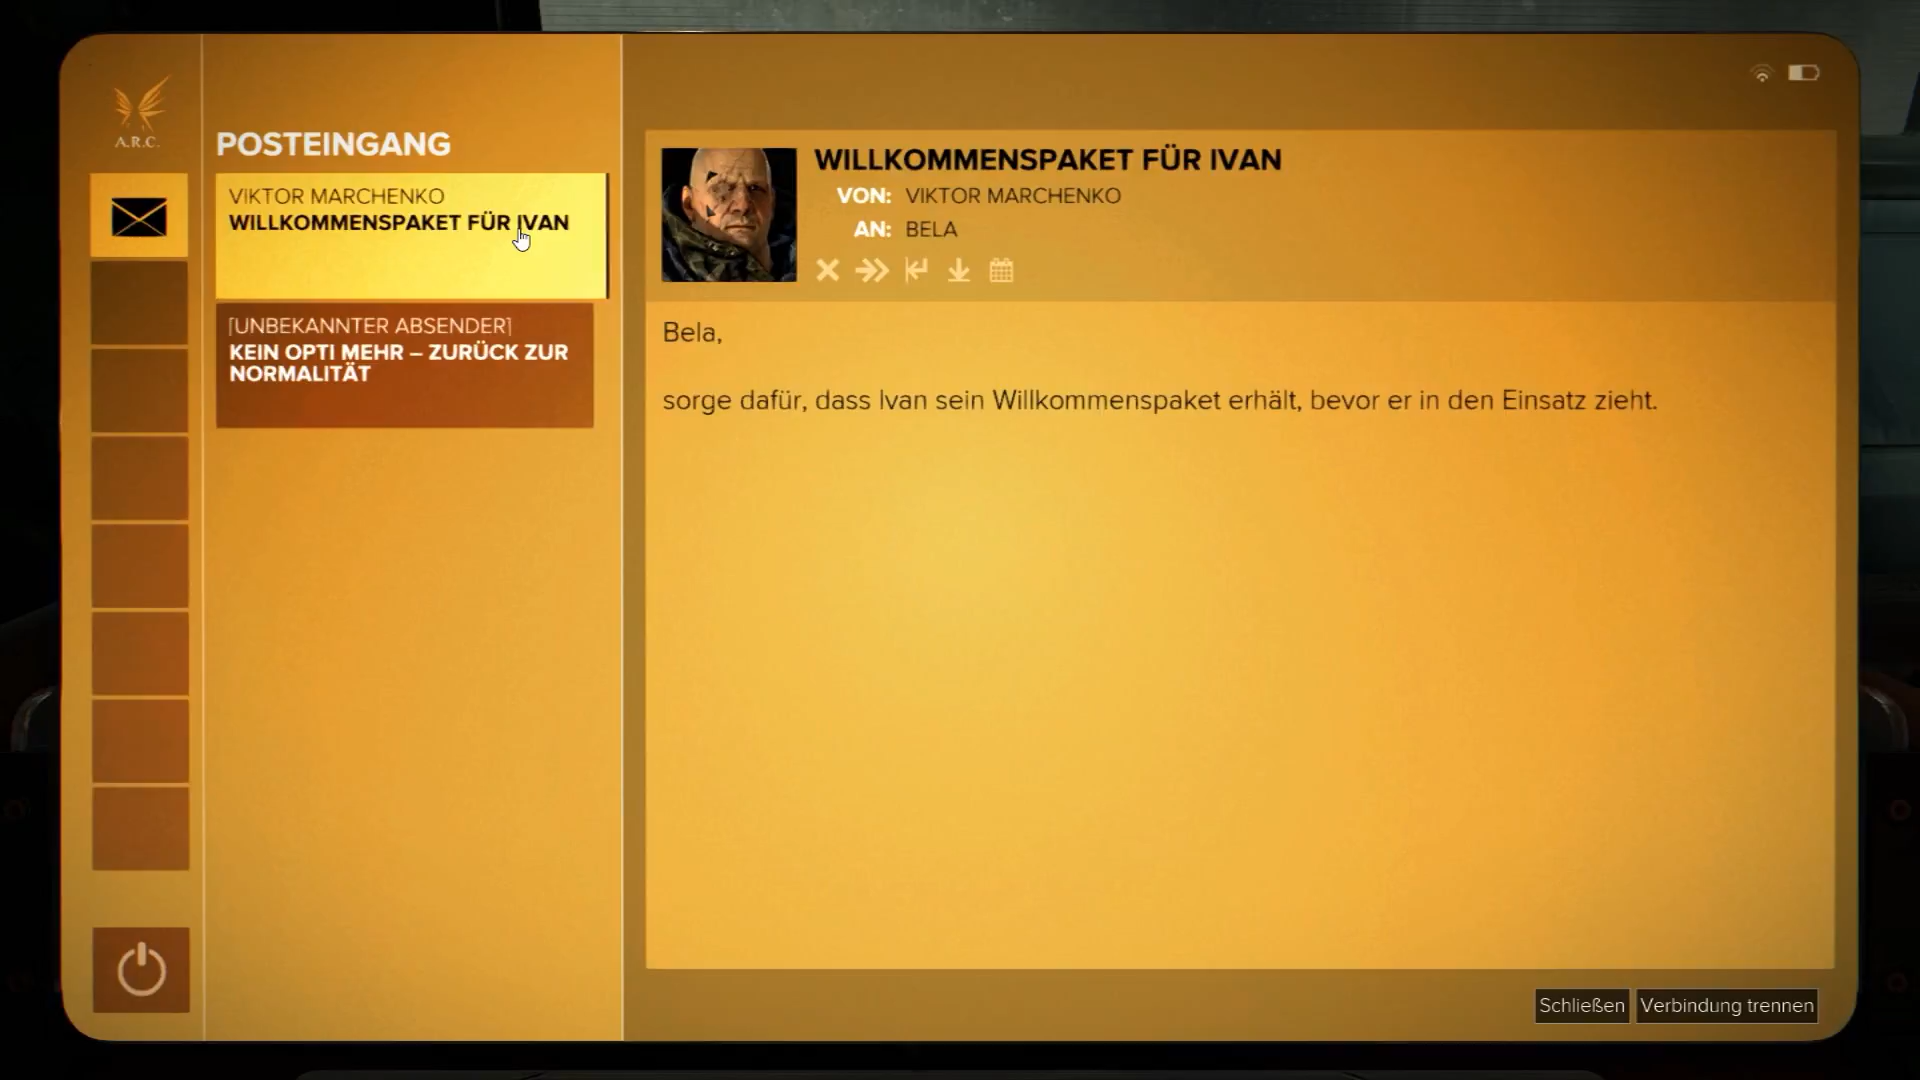 A.R.C.
POSTEINGANG
VIKTOR MARCHENKO
WILLKOMMENSPAKET FÜR IVAN
[UNBEKANNTER ABSENDER]
KEIN OPTI MEHR – ZURÜCK ZUR
NORMALITÄT
WILLKOMMENSPAKET FÜR IVAN
VON: VIKTOR MARCHENKO
AN: BELA
Bela,
sorge dafür, dass Ivan sein Willkommenspaket erhält, bevor er in den Einsatz zieht.
Schließen Verbindung trennen